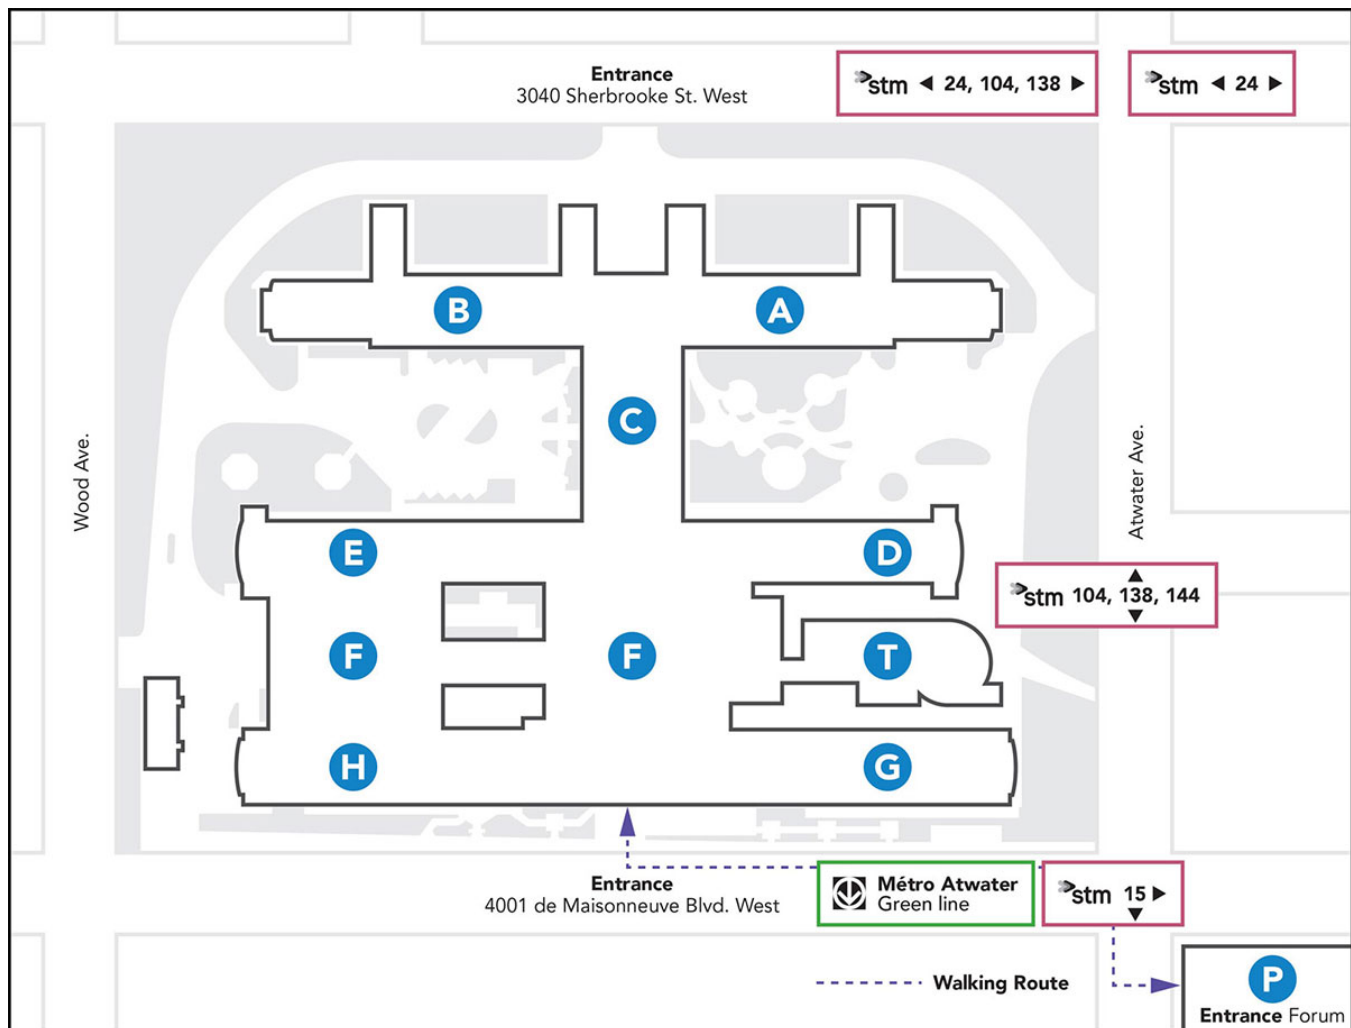 Entrance
3040 Sherbrooke St. West
stm ◄ 24, 104, 138 ►
stm ◄ 24 ►
B
A
C
Wood Ave.
Atwater Ave.
E
D
stm 104, 138, 144
F
F
T
H
G
Entrance
4001 de Maisonneuve Blvd. West
Métro Atwater
Green line
stm 15 ►
Walking Route
P
Entrance Forum